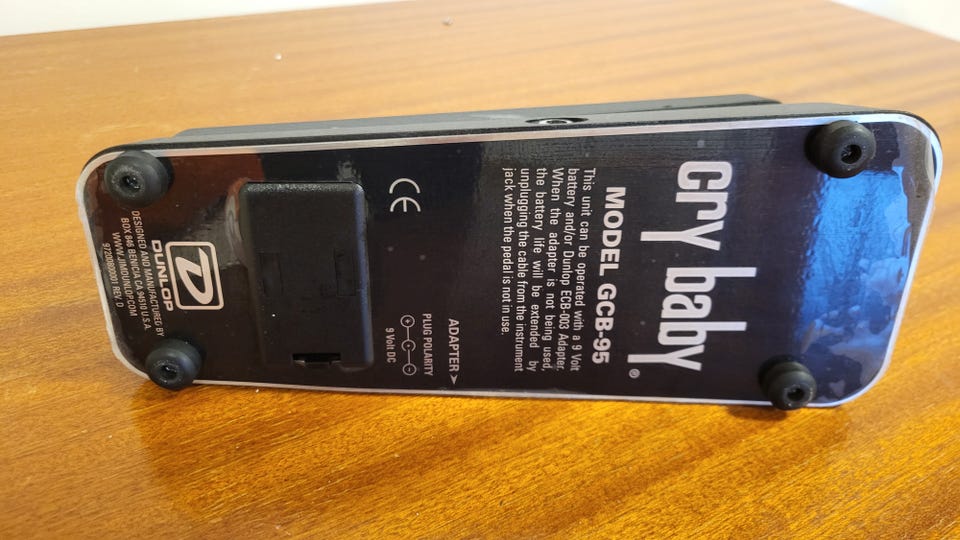 cry baby®
MODEL GCB-95
This unit can be operated with a 9 Volt
battery and/or Dunlop ECB-003 Adapter.
When the adapter is not being used,
the battery life will be extended by
unplugging the cable from the instrument
jack when the pedal is not in use.
CE
ADAPTER >
PLUG POLARITY
+ -
9 Volt DC
D
DUNLOP
DESIGNED AND MANUFACTURED BY
BOX 846 BENICIA CA 94510 U.S.A.
WWW.JIMDUNLOP.COM